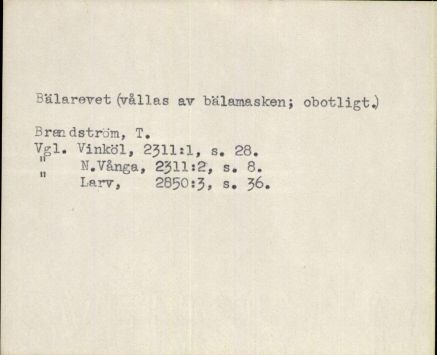 Bälarevet (vållas av bälamasken; obotligt.)
Brandström, T.
Vgl. Vinköl, 2311:1, s. 28.
" N.Vånga, 2311:2, s. 8.
" Larv, 2850:3, s. 36.